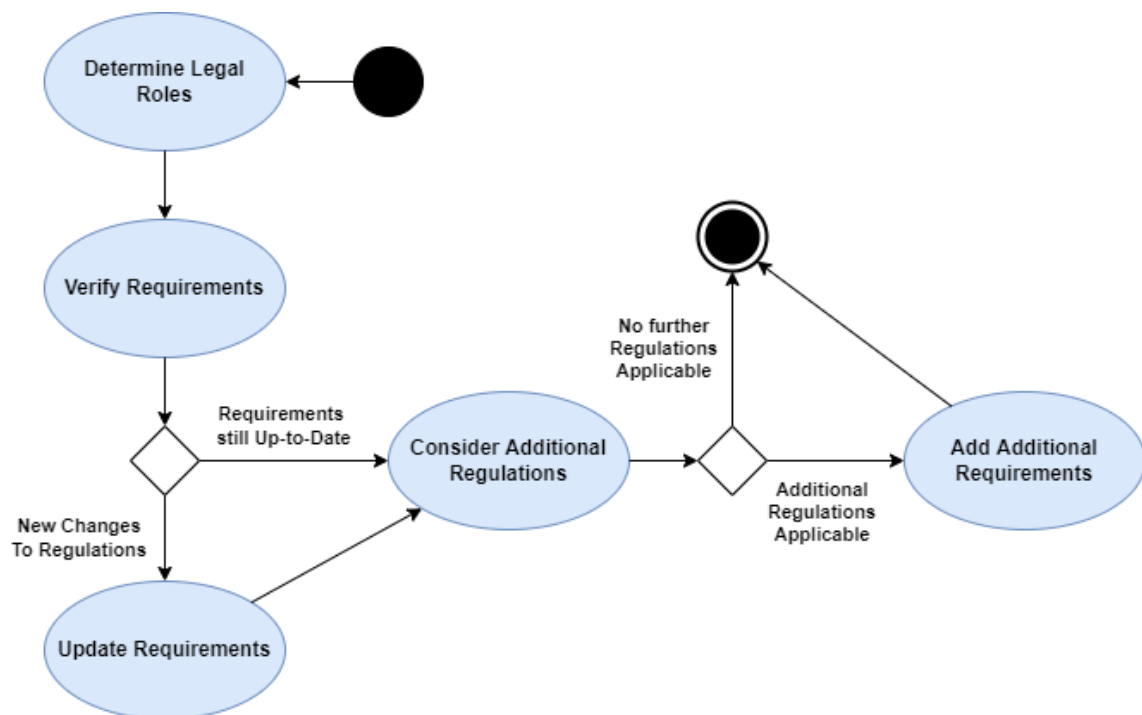 Determine Legal
Roles
Verify Requirements
Requirements
still Up-to-Date
New Changes
To Regulations
Update Requirements
Consider Additional
Regulations
No further
Regulations
Applicable
Additional
Regulations
Applicable
Add Additional
Requirements